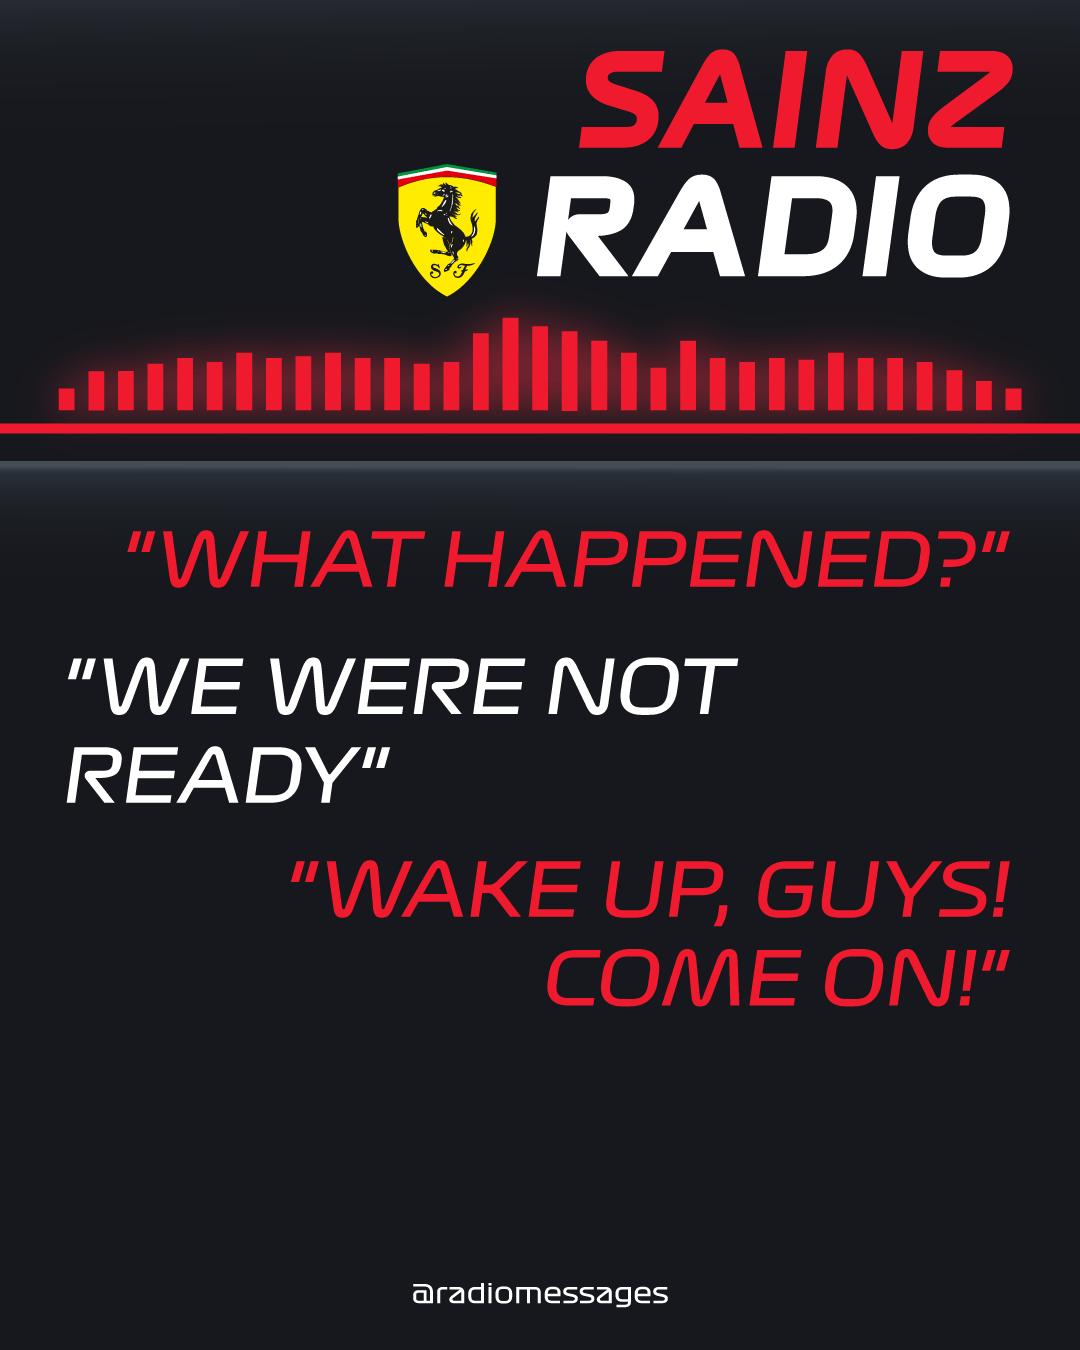 SAINZ
RADIO
S F
"WHAT HAPPENED?"
"WE WERE NOT
READY"
"WAKE UP, GUYS!
COME ON!"
@radiomessages